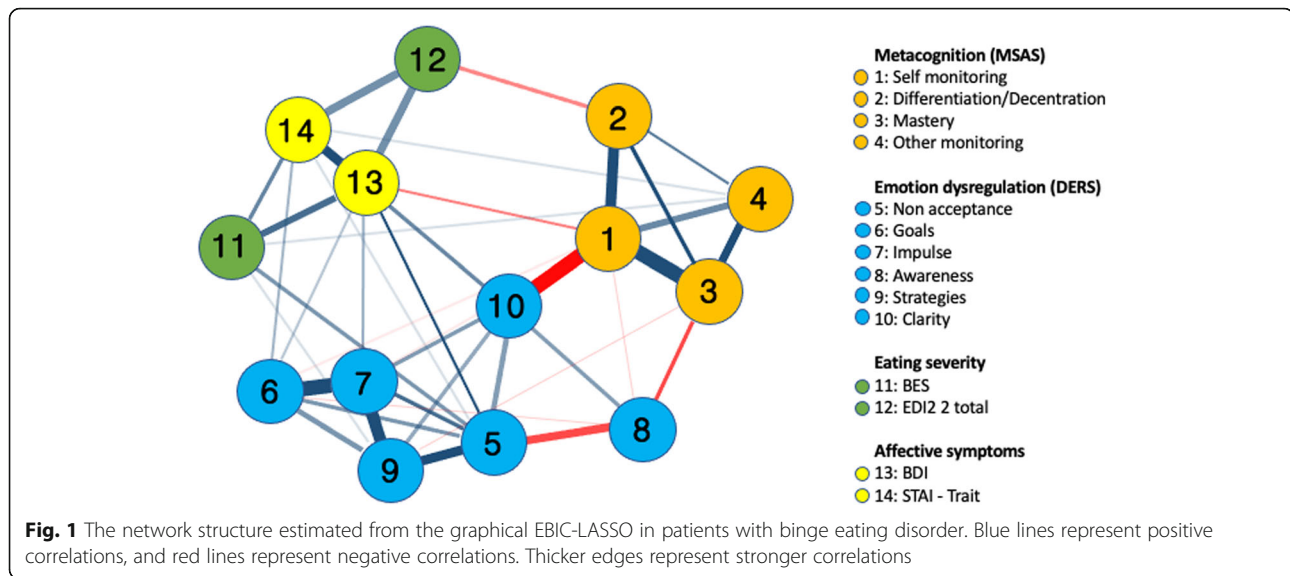 12
14
2
13
4
11
1
3
10
7
6
8
5
9
Metacognition (MSAS)
1: Self monitoring
2: Differentiation/Decentration
3: Mastery
4: Other monitoring
Emotion dysregulation (DERS)
5: Non acceptance
6: Goals
7: Impulse
8: Awareness
9: Strategies
10: Clarity
Eating severity
11: BES
12: EDI2 2 total
Affective symptoms
13: BDI
14: STAI - Trait
Fig. 1 The network structure estimated from the graphical EBIC-LASSO in patients with binge eating disorder. Blue lines represent positive
correlations, and red lines represent negative correlations. Thicker edges represent stronger correlations